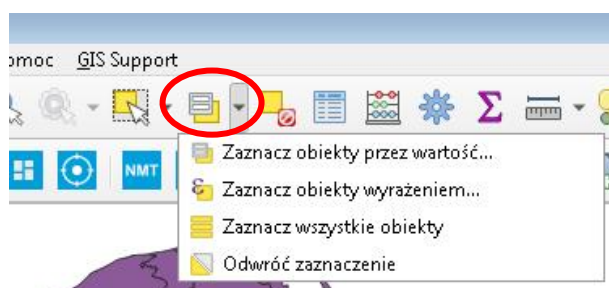 omoc GIS Support
Σ
NMT
Zaznacz obiekty przez wartość...
ε Zaznacz obiekty wyrażeniem...
Zaznacz wszystkie obiekty
Odwróć zaznaczenie